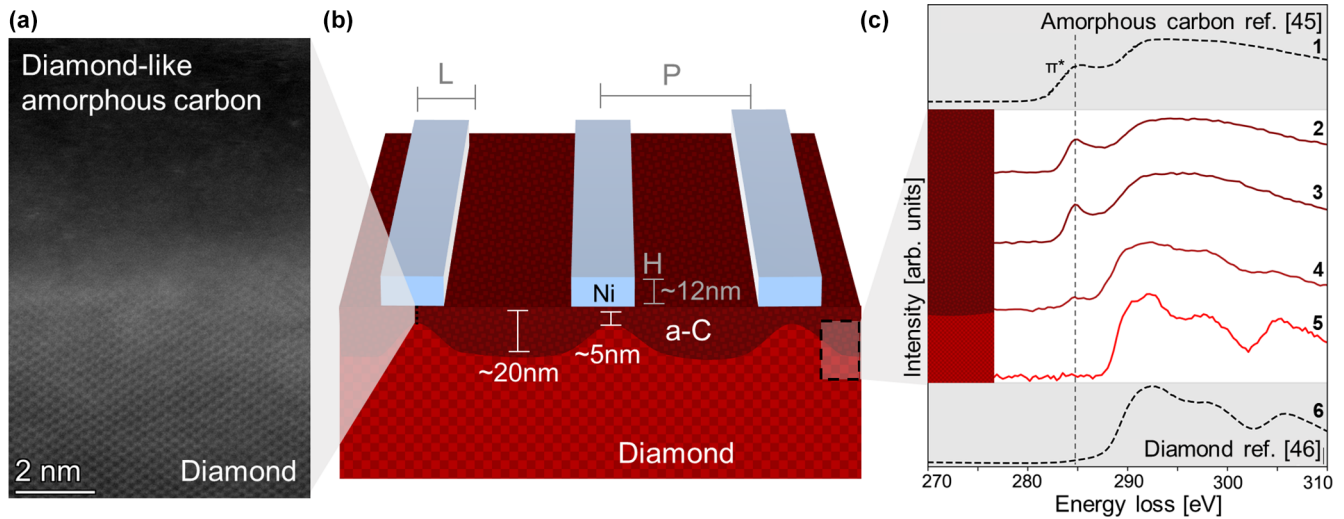 (a)
Diamond-like
amorphous carbon
2 nm
Diamond
(b)
L
P
H
~12nm
Ni
a-C
~5nm
~20nm
Diamond
(c)
Amorphous carbon ref. [45]
1
π*
2
3
4
5
6
Diamond ref. [46]
Intensity [arb. units]
270 280 290 300 310
Energy loss [eV]